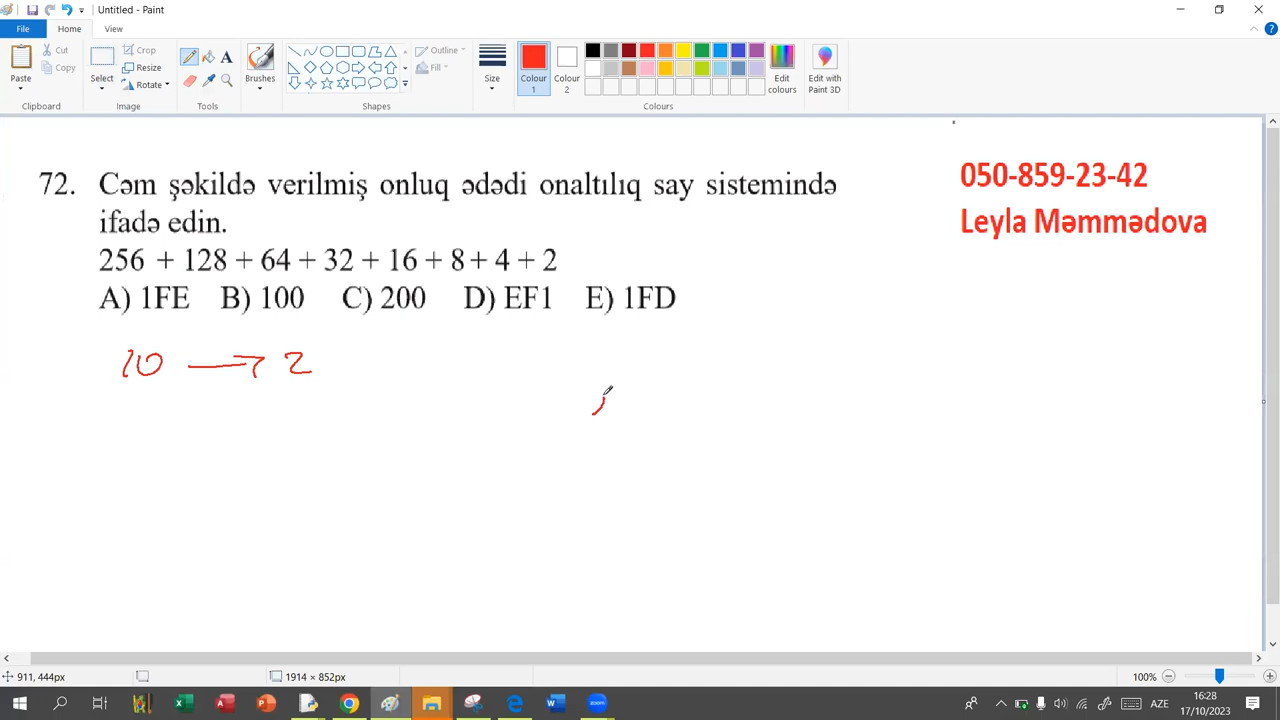 Untitled - Paint
File Home View
Paste
Cut
Copy
Clipboard
Select
Crop
Resize
Rotate
Image
Tools
Brushes
Shapes
Outline
Fill
Size
Colour 1
Colour 2
Colours
Edit colours
Edit with Paint 3D
050-859-23-42
Leyla Məmmədova
72. Cəm şəkildə verilmiş onluq ədədi onaltılıq say sistemində
ifadə edin.
256 + 128 + 64 + 32 + 16 + 8 + 4 + 2
A) 1FE B) 100 C) 200 D) EF1 E) 1FD
10 → 2
911, 444px
1914 × 852px
100%
AZE
16:28
17/10/2023